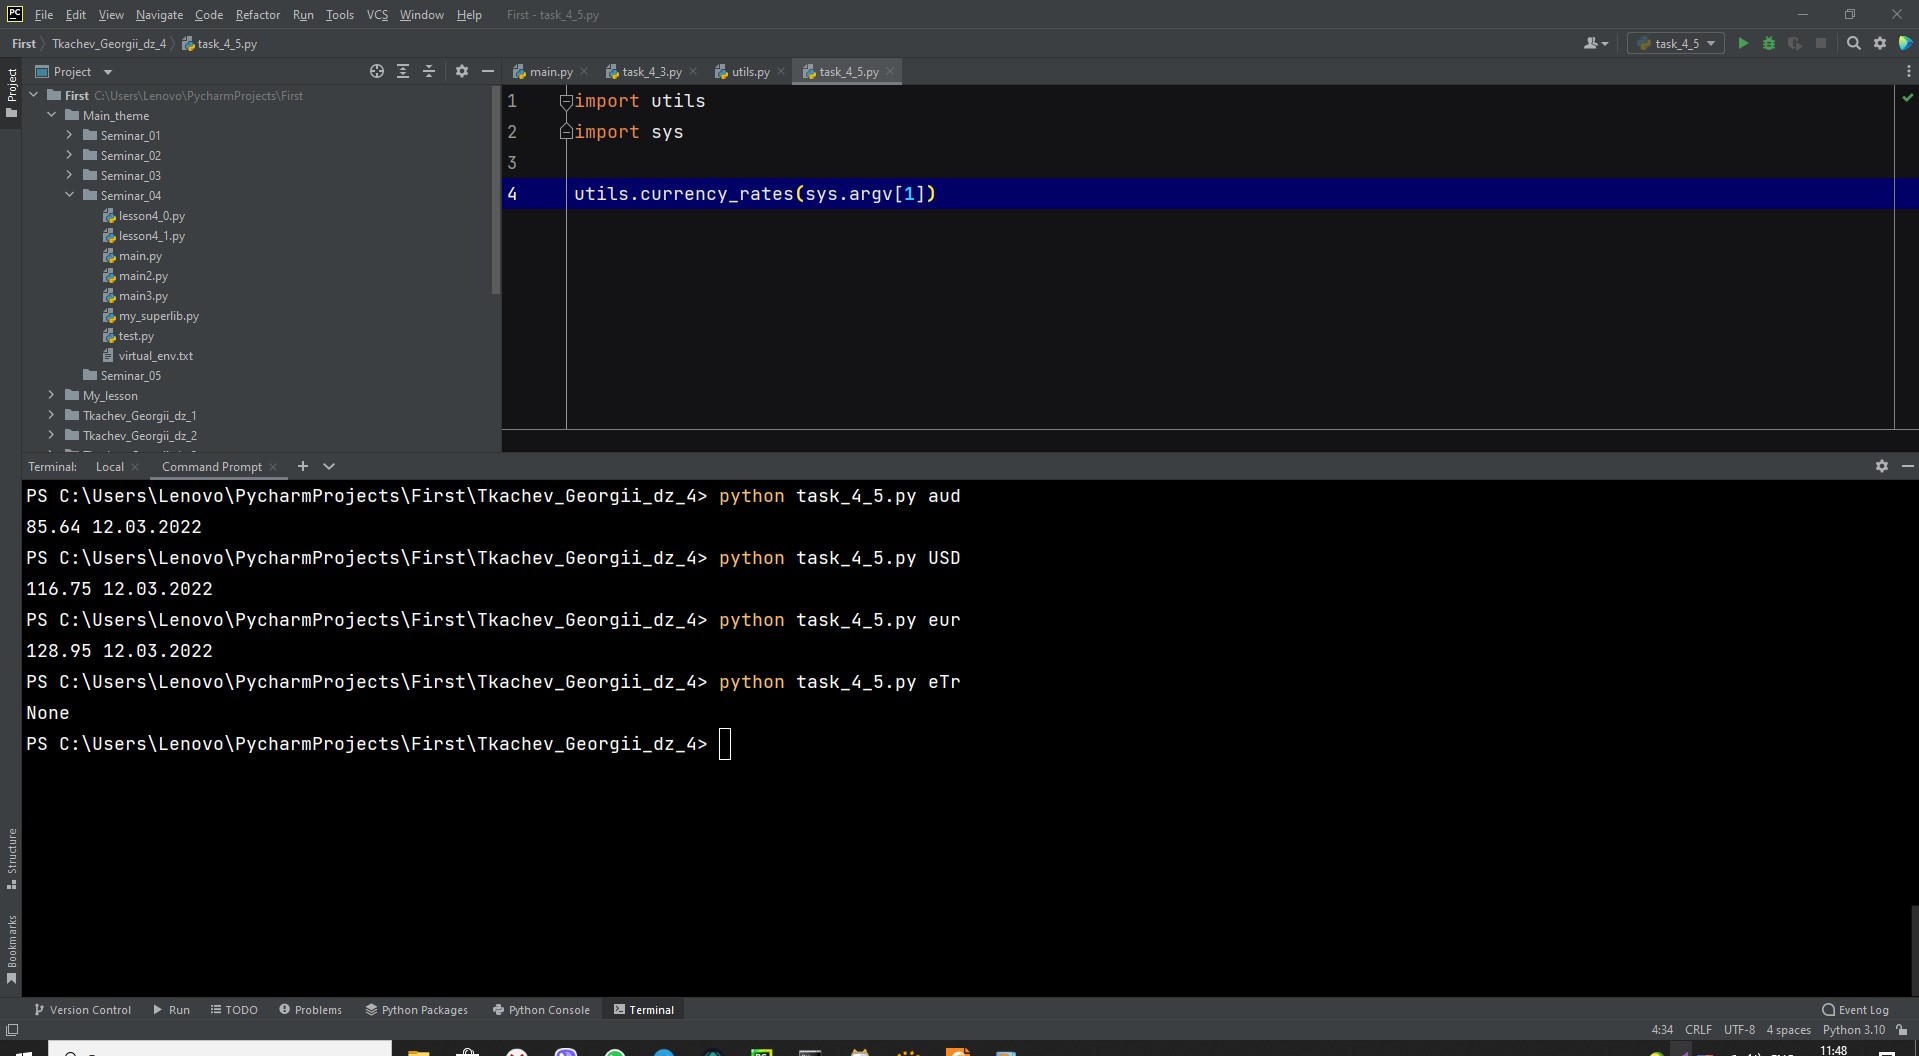 PC File Edit View Navigate Code Refactor Run Tools VCS Window Help First - task_4_5.py
First Tkachev_Georgii_dz_4 task_4_5.py task_4_5
Project main.py task_4_3.py utils.py task_4_5.py
Project
First C:\Users\Lenovo\PycharmProjects\First
Main_theme
Seminar_01
Seminar_02
Seminar_03
Seminar_04
lesson4_0.py
lesson4_1.py
main.py
main2.py
main3.py
my_superlib.py
test.py
virtual_env.txt
Seminar_05
My_lesson
Tkachev_Georgii_dz_1
Tkachev_Georgii_dz_2
1 import utils
2 import sys
3
4 utils.currency_rates(sys.argv[1])
Terminal: Local Command Prompt
PS C:\Users\Lenovo\PycharmProjects\First\Tkachev_Georgii_dz_4> python task_4_5.py aud
85.64 12.03.2022
PS C:\Users\Lenovo\PycharmProjects\First\Tkachev_Georgii_dz_4> python task_4_5.py USD
116.75 12.03.2022
PS C:\Users\Lenovo\PycharmProjects\First\Tkachev_Georgii_dz_4> python task_4_5.py eur
128.95 12.03.2022
PS C:\Users\Lenovo\PycharmProjects\First\Tkachev_Georgii_dz_4> python task_4_5.py eTr
None
PS C:\Users\Lenovo\PycharmProjects\First\Tkachev_Georgii_dz_4>
Structure
Bookmarks
Version Control Run TODO Problems Python Packages Python Console Terminal Event Log
4:34 CRLF UTF-8 4 spaces Python 3.10
11:48